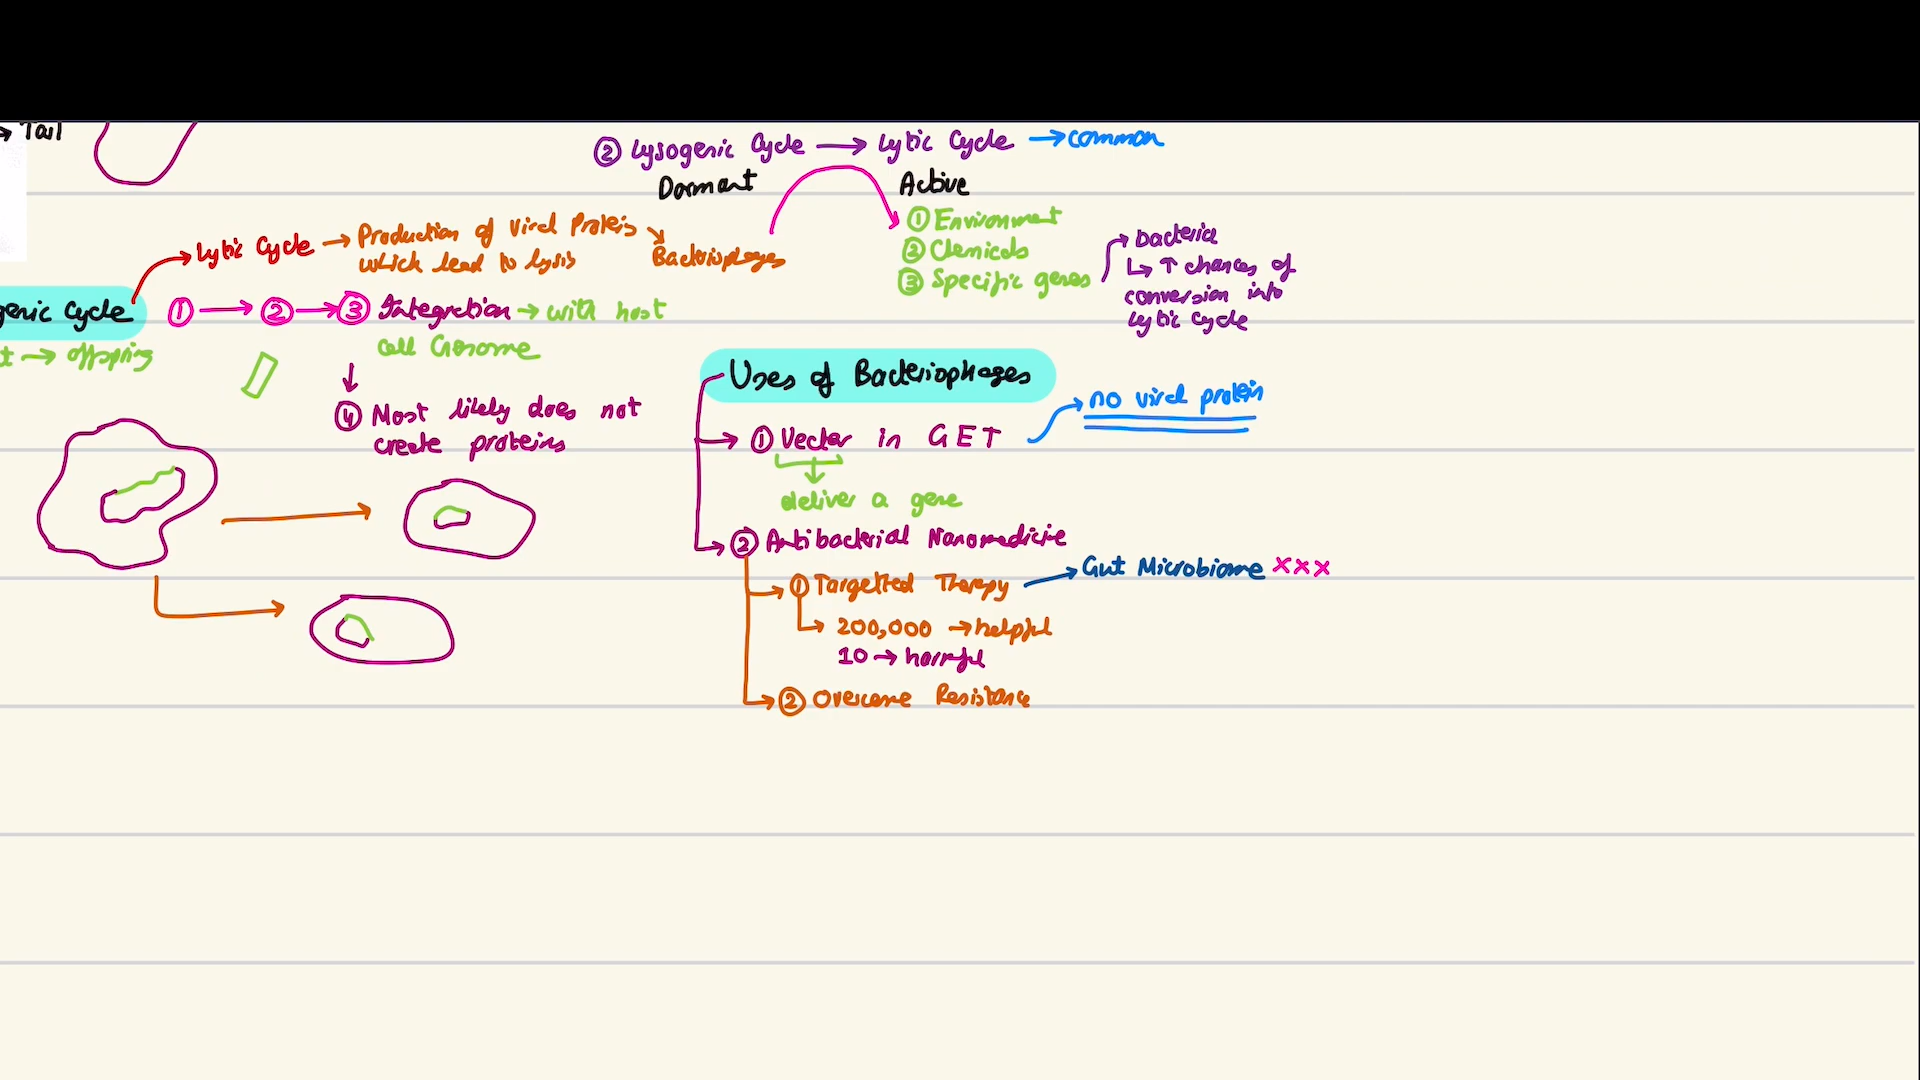 → Tail
② Lysogenic Cycle → Lytic Cycle → common
Dormant Active
① Environment
② Chemicals
③ Specific genes
→ bacteria
↳ ↑ chances of
conversion into
lytic cycle
→ Lytic Cycle → Production of viral Protein
which lead to lysis
Bacteriophages
genic Cycle ① → ② → ③ Integration → with host
cell Genome
t → offspring
④ Most likely does not
create proteins
Uses of Bacteriophages
→ ① Vector in GET → no viral protein
deliver a gene
→ ② Antibacterial Nanomedicine
→ ① Targetted Therapy → Gut Microbiome xxx
→ 200,000 → helpful
10 → harmful
→ ② Overcome Resistance